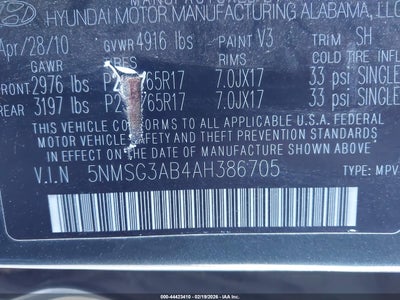 HYUNDAI MOTOR MANUFACTURING ALABAMA, LLC
Apr/28/10 GVWR 4916 lbs PAINT V3 TRIM SH
GAWR RIMS COLD TIRE
FRONT 2976 lbs 65R17 7.0JX17 33 psi SINGLE
REAR 3197 lbs 65R17 7.0JX17 33 psi SINGLE
THIS VEHICLE CONFORMS TO ALL APPLICABLE U.S.A. FEDERAL
MOTOR VEHICLE SAFETY AND THEFT PREVENTION STANDARDS
IN EFFECT ON THE DATE OF MANUFACTURE SHOWN ABOVE.
V.I.N 5NMSG3AB4AH386705 TYPE: MPV
000-44423410 - 02/19/2026 - IAA Inc.